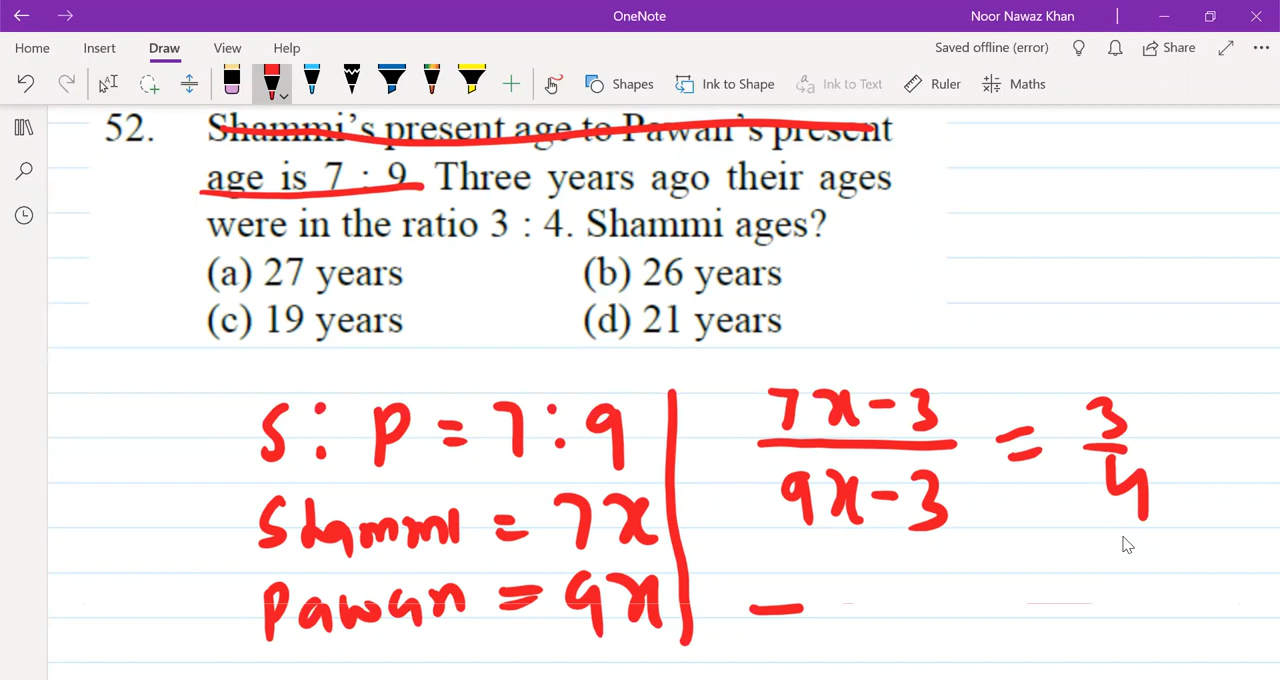 OneNote
Noor Nawaz Khan
Home Insert Draw View Help
Saved offline (error)
Share
Shapes
Ink to Shape
Ink to Text
Ruler
Maths
52. Shammi's present age to Pawan's present
age is 7 : 9. Three years ago their ages
were in the ratio 3 : 4. Shammi ages?
(a) 27 years (b) 26 years
(c) 19 years (d) 21 years
S : P = 7 : 9
Shammi = 7x
Pawan = 9x
7x-3
9x-3
=
3
4